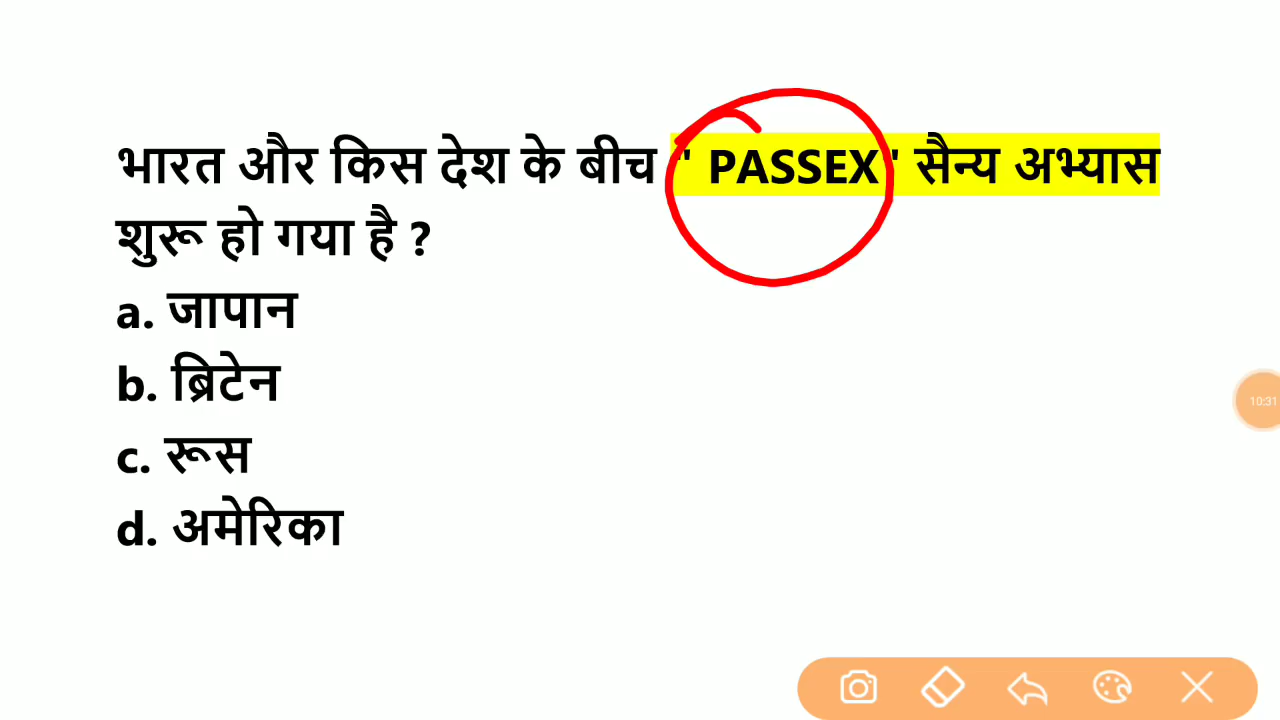 भारत और किस देश के बीच " PASSEX" सैन्य अभ्यास
शुरू हो गया है ?
a. जापान
b. ब्रिटेन
c. रूस
d. अमेरिका
10:31